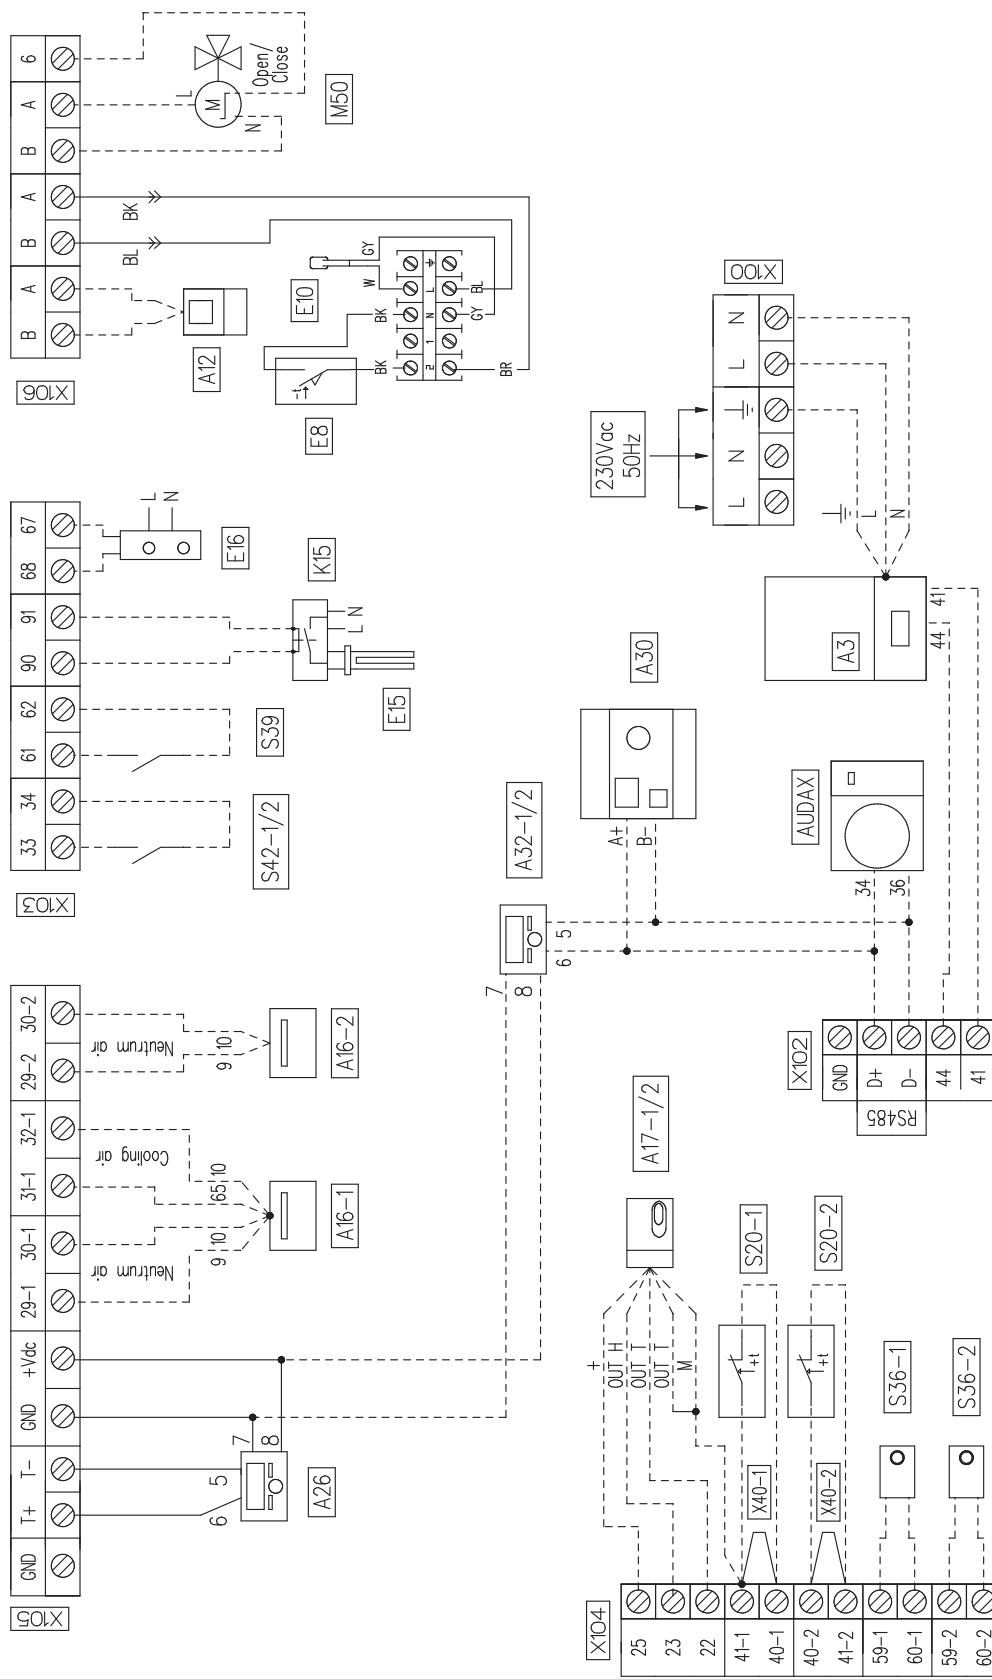 X106
B
A
B
A
B
A
6
BL
BK
L
N
M
Open/
Close
M50
A12
E10
W
GY
BK
-t
BK
E8
2
1
N
L
BR
GY
BL
X103
33
34
61
62
90
91
68
67
L
N
E16
K15
L
N
E15
S39
S42-1/2
X105
GND
T+
T-
GND
+Vdc
29-1
30-1
31-1
32-1
29-2
30-2
Neutrum air
Cooling air
Neutrum air
9
10
65
10
9
10
A16-1
A16-2
6
5
7
8
A26
7
8
6
5
A32-1/2
A+
B-
A30
230Vac
50Hz
X100
L
N
L
N
L
N
A3
44
41
AUDAX
34
36
X102
GND
D+
D-
44
41
RS485
X104
25
23
22
41-1
40-1
40-2
41-2
59-1
60-1
59-2
60-2
+
OUT H
OUT T
OUT T
M
A17-1/2
X40-1
+t
S20-1
X40-2
+t
S20-2
S36-1
S36-2